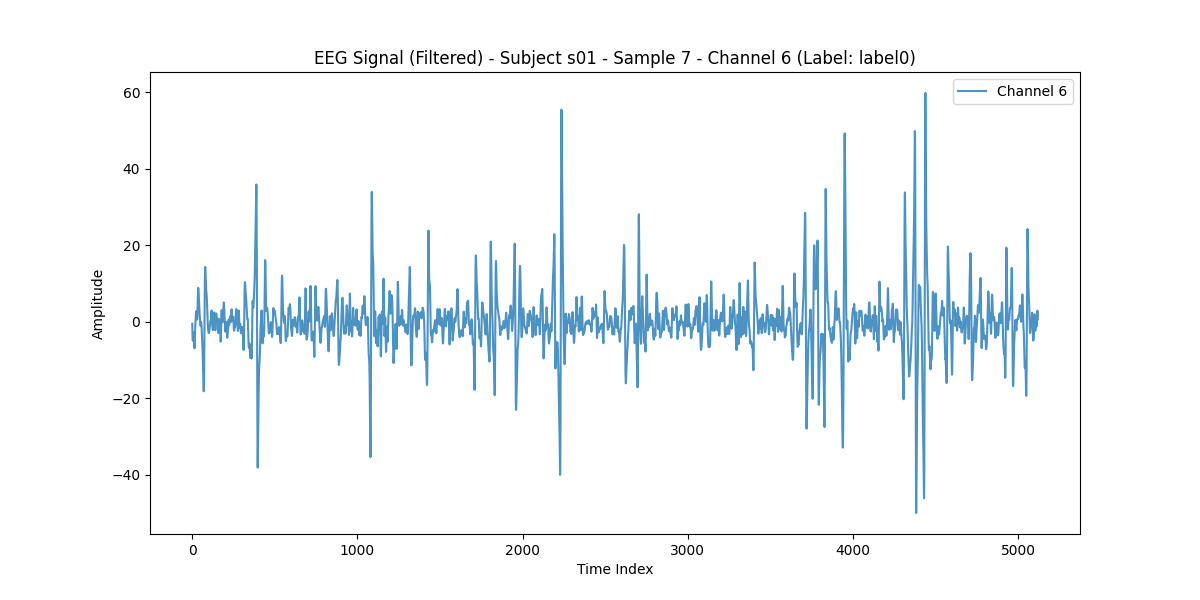 EEG Signal (Filtered) - Subject s01 - Sample 7 - Channel 6 (Label: label0)
Channel 6
60
40
20
0
−20
−40
Amplitude
0 1000 2000 3000 4000 5000
Time Index